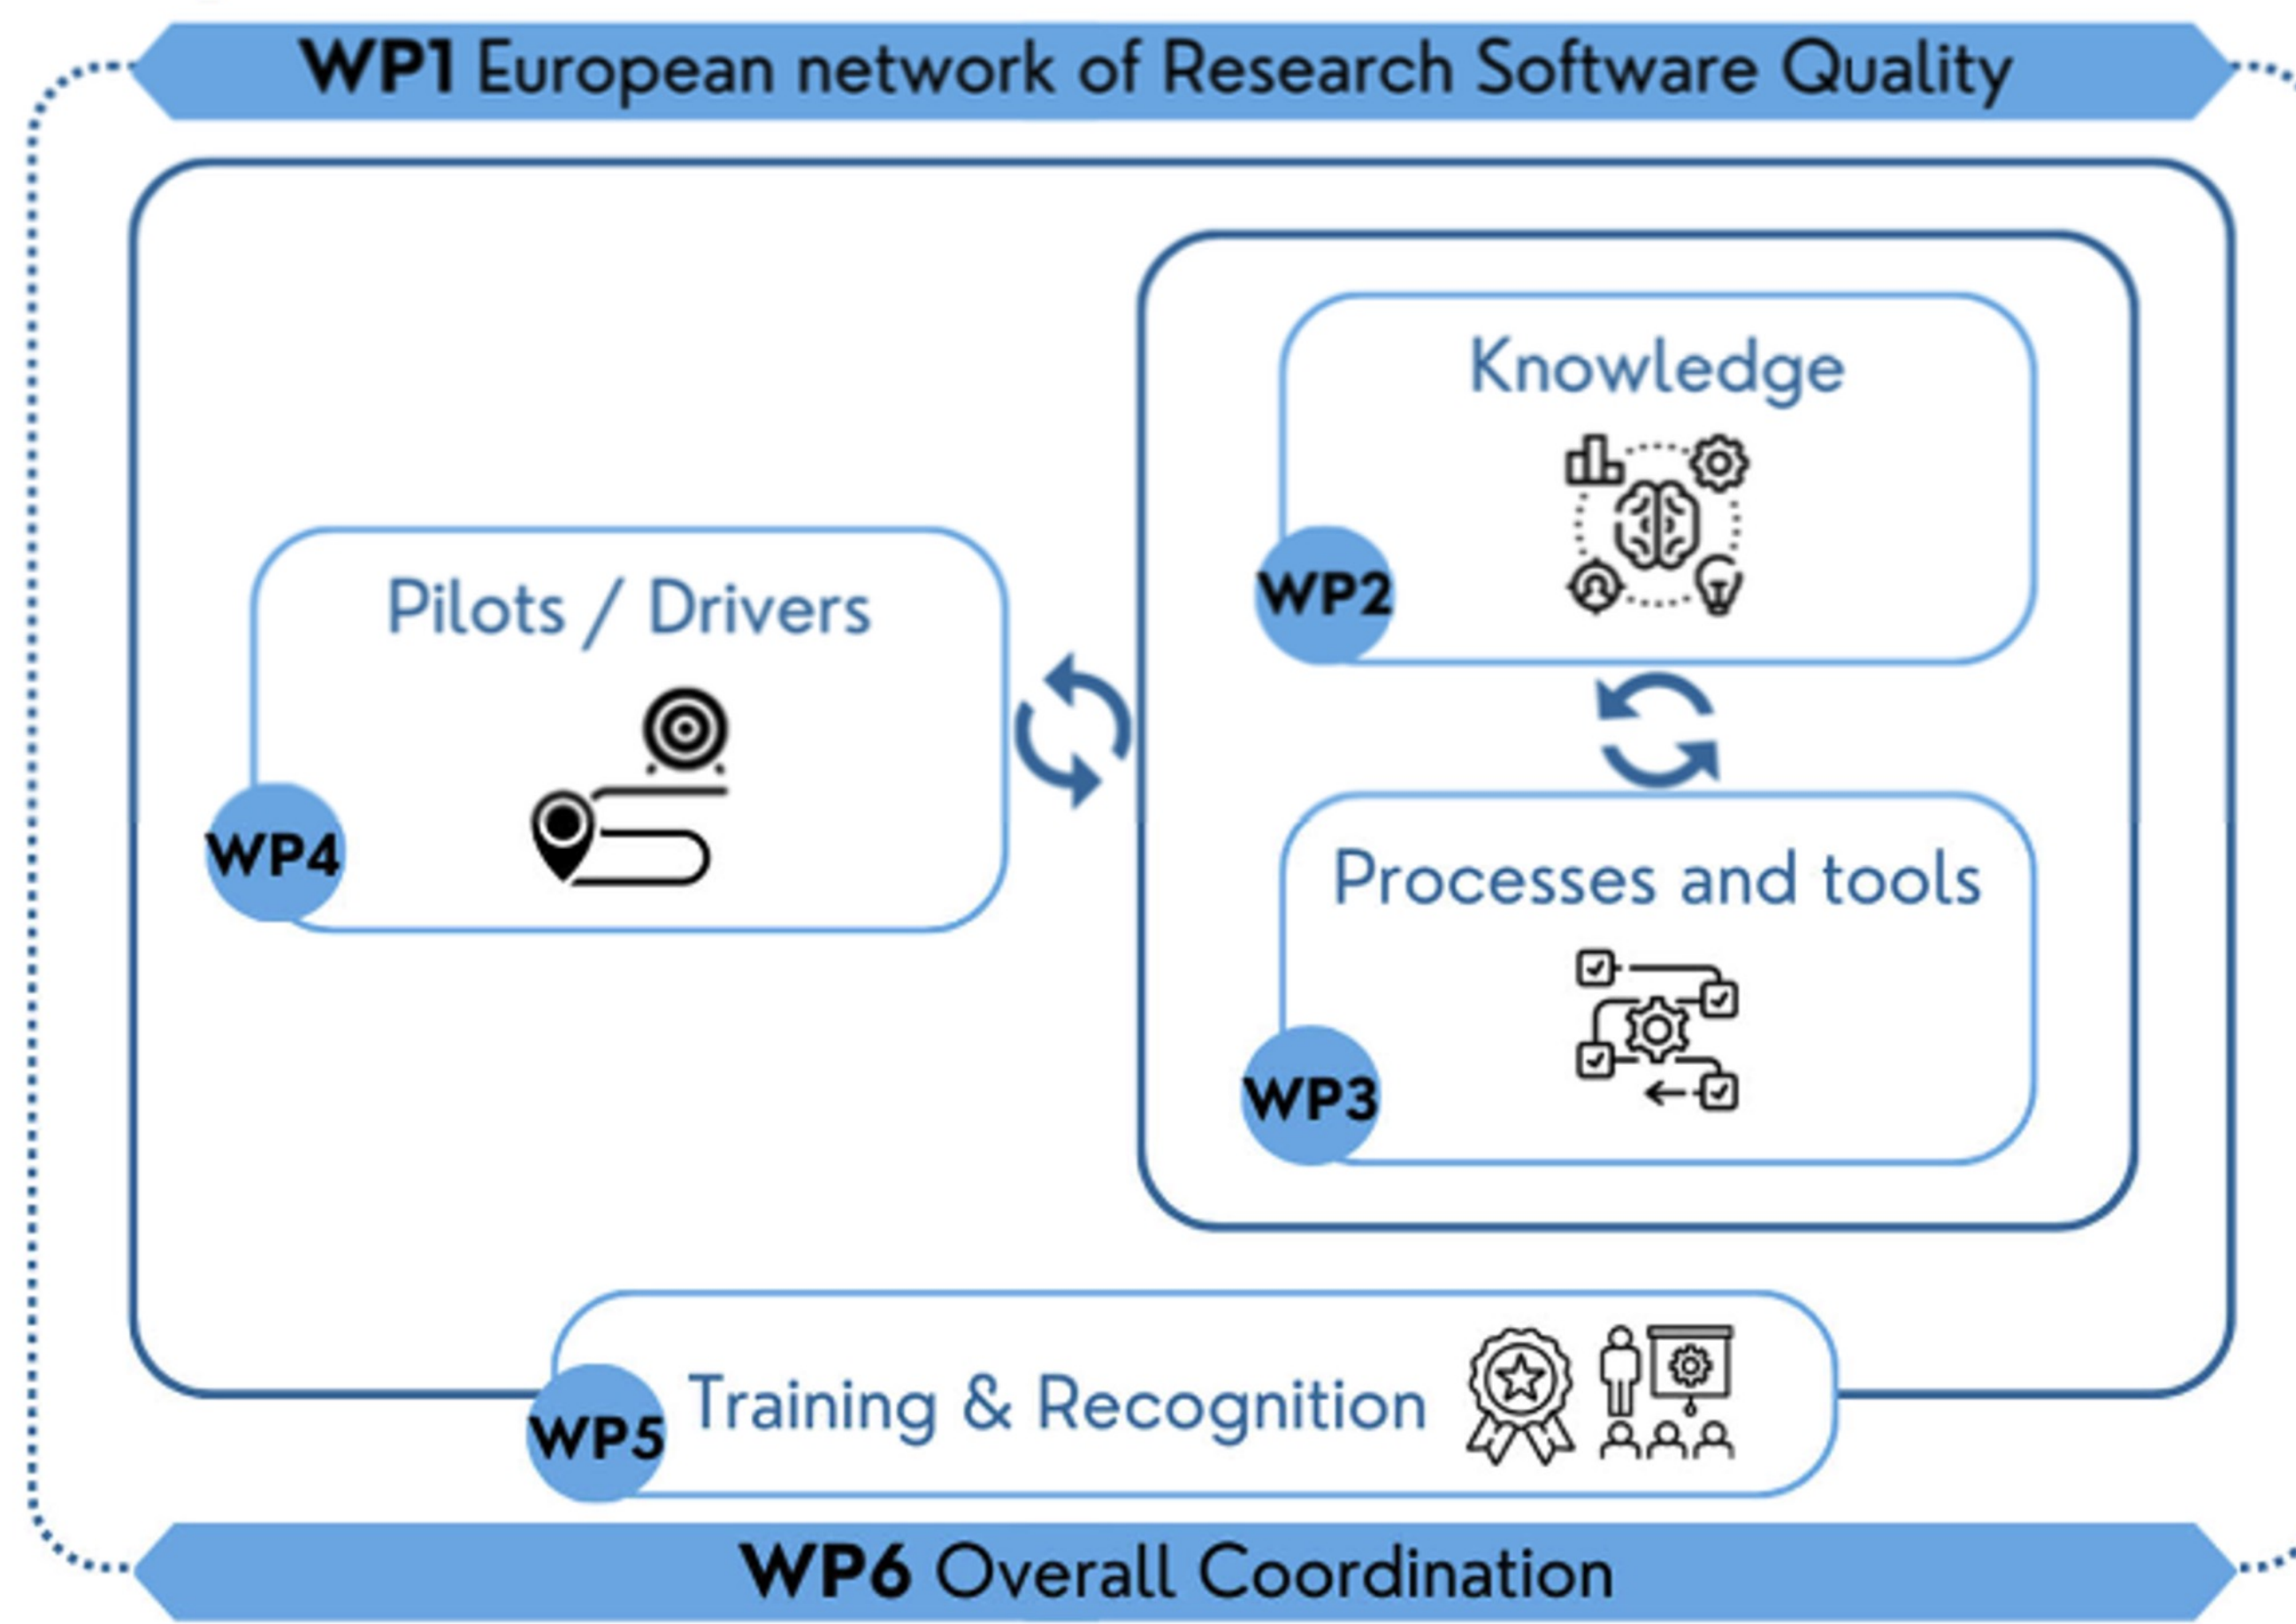 WP1 European network of Research Software Quality
Knowledge
WP2
Pilots / Drivers
WP4
Processes and tools
WP3
Training & Recognition
WP5
WP6 Overall Coordination